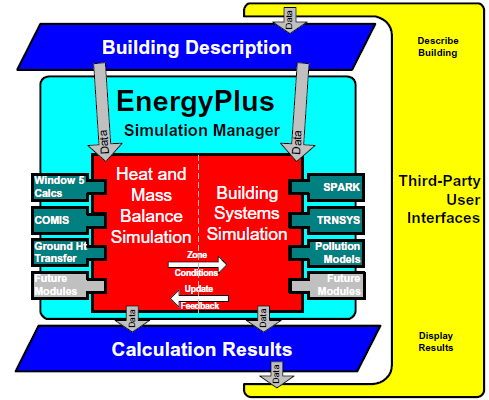 Data
Describe
Building
Building Description
EnergyPlus
Simulation Manager
Data
Data
Heat and
Mass
Balance
Simulation
Building
Systems
Simulation
Window 5
Calcs
COMIS
Ground Ht
Transfer
Future
Modules
SPARK
TRNSYS
Pollution
Models
Future
Modules
Zone
Conditions
Update
Feedback
Third-Party
User
Interfaces
Data
Data
Calculation Results
Display
Results
Data